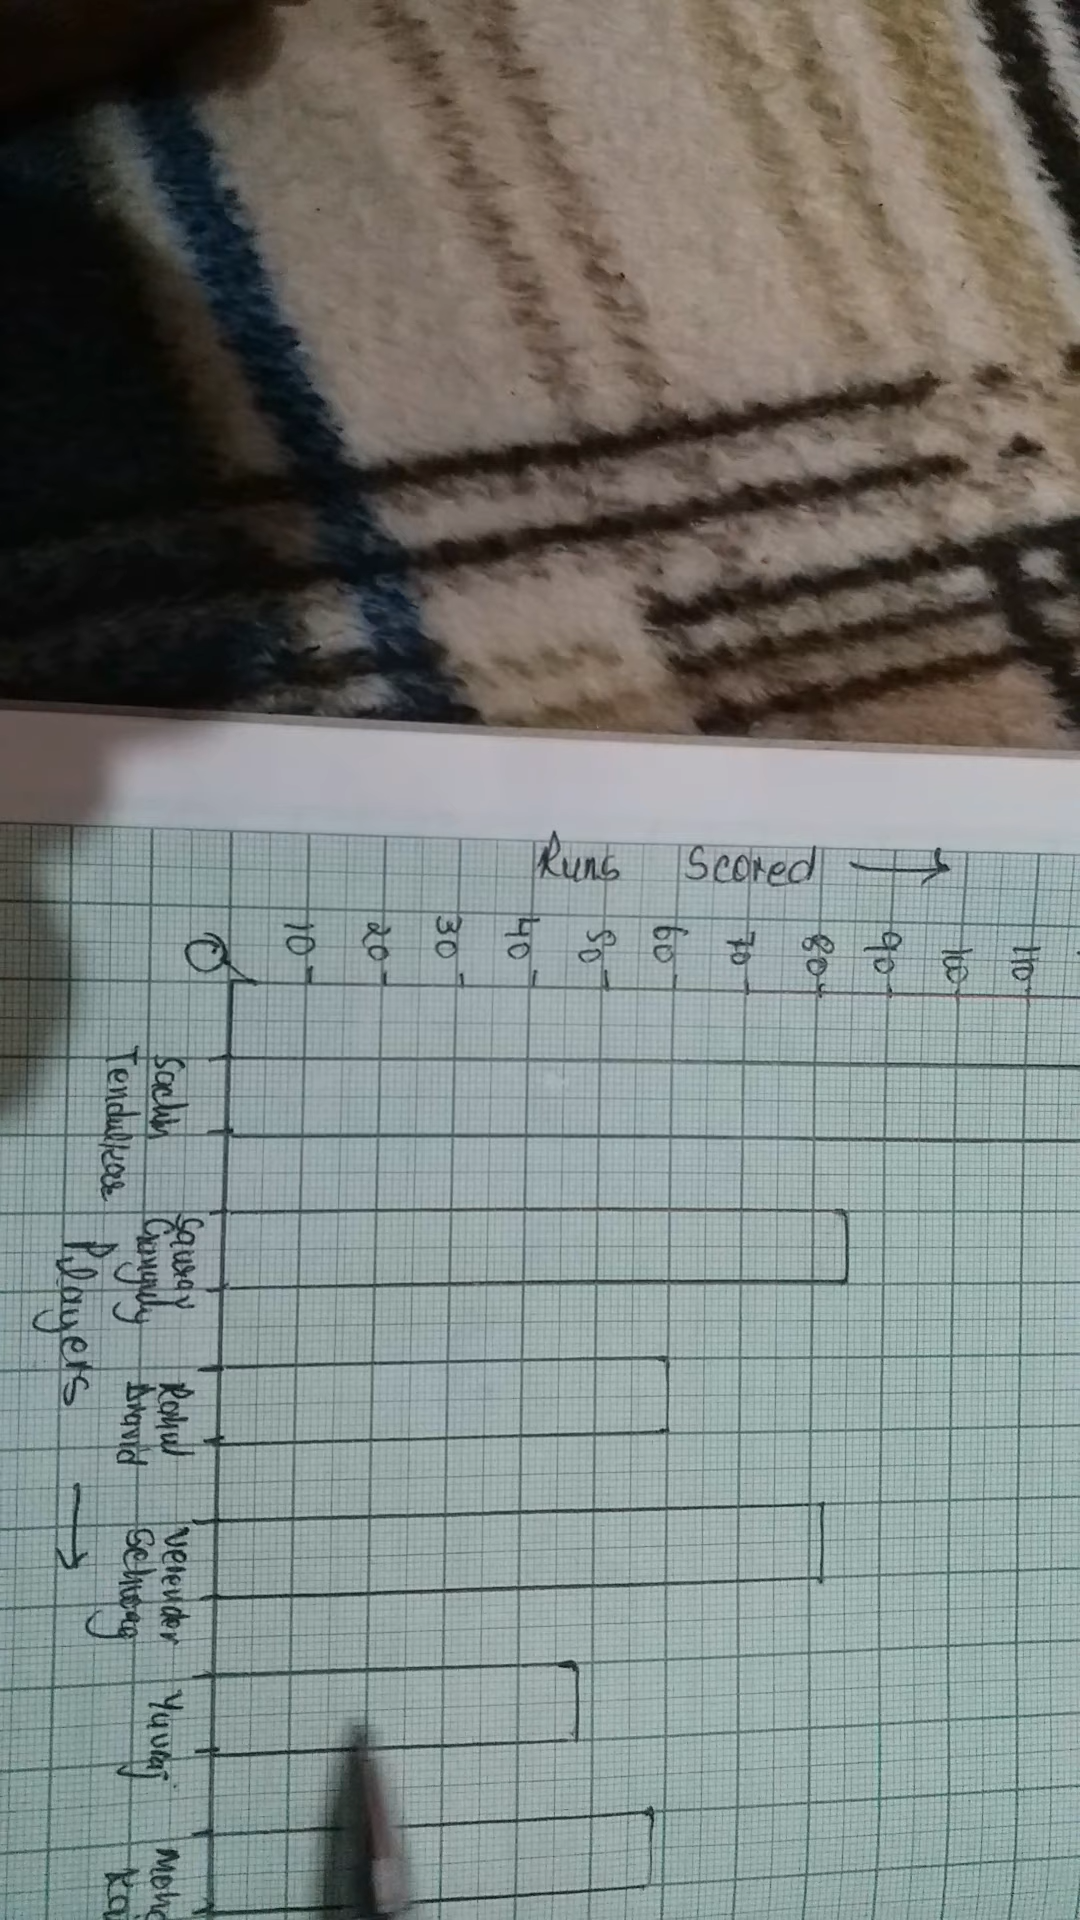 Runs Scored
110
100
90
80
70
60
50
40
30
20
10
O
Sachin
Tendulkar
Saurav
Ganguly
Rahul
Dravid
Verender
Sehwag
Yuvraj
Players